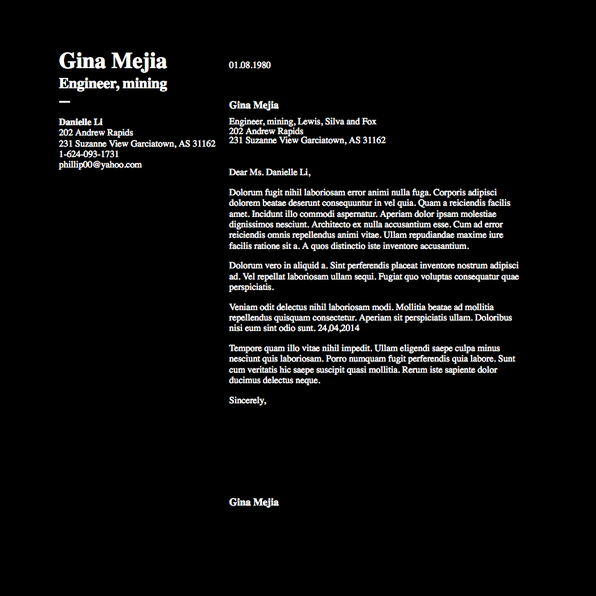 Gina Mejia
Engineer, mining
Danielle Li
202 Andrew Rapids
231 Suzanne View Garciatown, AS 31162
1-624-093-1731
phillip00@yahoo.com
01.08.1980
Gina Mejia
Engineer, mining, Lewis, Silva and Fox
202 Andrew Rapids
231 Suzanne View Garciatown, AS 31162
Dear Ms. Danielle Li,
Dolorum fugit nihil laboriosam error animi nulla fuga. Corporis adipisci
dolorem beatae deserunt consequuntur in vel quia. Quam a reiciendis facilis
amet. Incidunt illo commodi aspernatur. Aperiam dolor ipsam molestiae
dignissimos nesciunt. Architecto ex nulla accusantium esse. Cum ad error
reiciendis omnis repellendus animi vitae. Ullam repudiandae maxime iure
facilis ratione sit a. A quos distinctio iste inventore accusantium.
Dolorum vero in aliquid a. Sint perferendis placeat inventore nostrum adipisci
ad. Vel repellat laboriosam ullam sequi. Fugiat quo voluptas consequatur quae
perspiciatis.
Veniam odit delectus nihil laboriosam modi. Mollitia beatae ad mollitia
repellendus quisquam consectetur. Aperiam sit perspiciatis ullam. Doloribus
nisi eum sint odio sunt. 24,04,2014
Tempore quam illo vitae nihil impedit. Ullam eligendi saepe culpa minus
nesciunt quis laboriosam. Porro numquam fugit perferendis quia labore. Sunt
cum veritatis hic saepe suscipit quasi mollitia. Rerum iste sapiente dolor
ducimus delectus neque.
Sincerely,
Gina Mejia